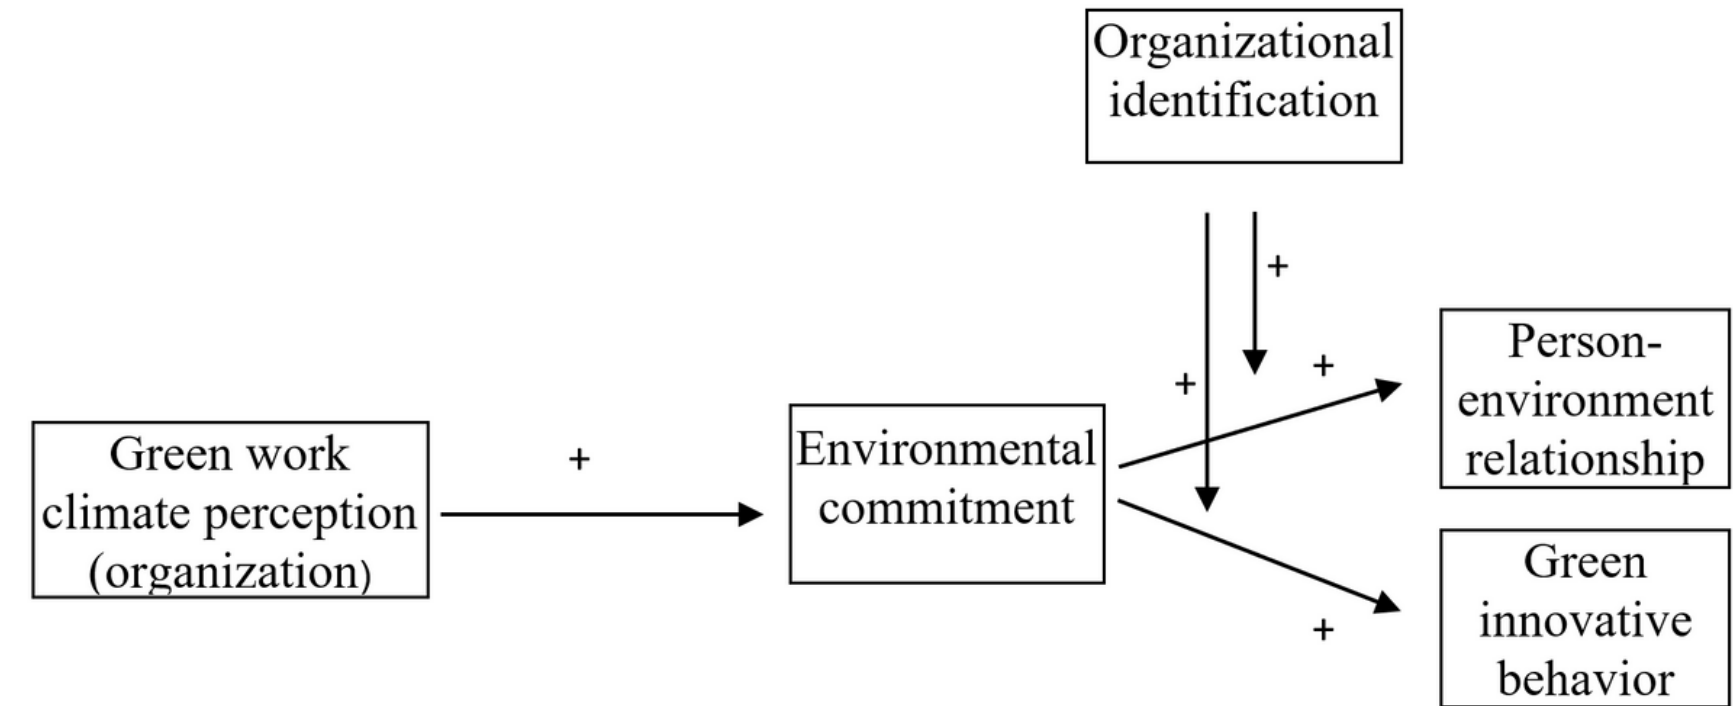 Organizational
identification
+
+
+
Person-
environment
relationship
Green work
climate perception
(organization)
+
Environmental
commitment
Green
innovative
behavior
+